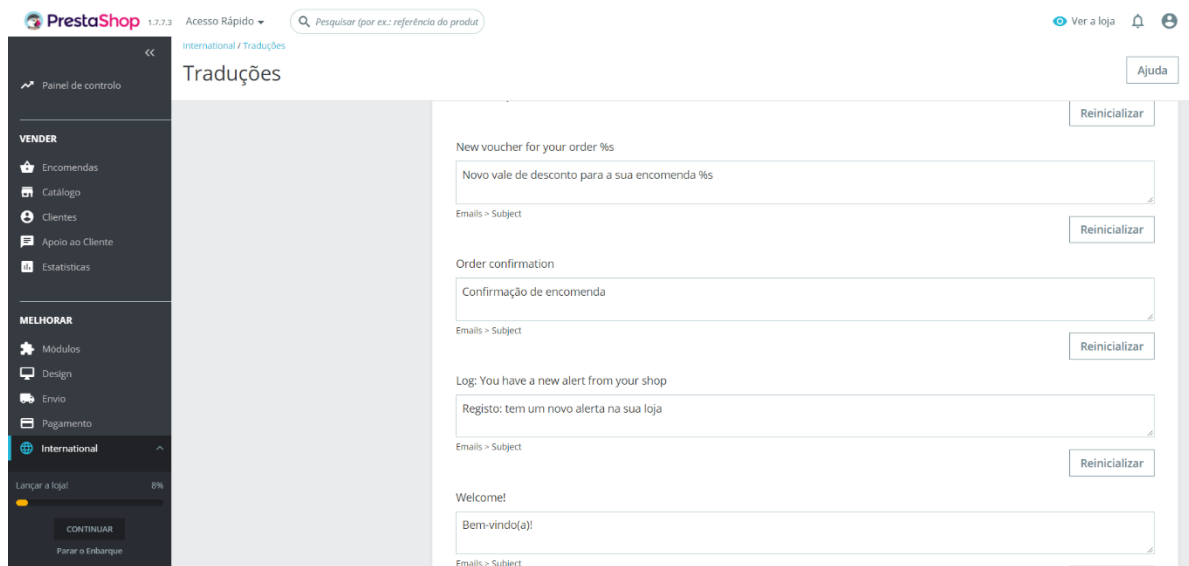 PrestaShop 1.7.7.3 Acesso Rápido Pesquisar (por ex.: referência do produt Ver a loja
International / Traduções
Traduções
Ajuda
Painel de controlo
VENDER
Encomendas
Catálogo
Clientes
Apoio ao Cliente
Estatísticas
MELHORAR
Módulos
Design
Envio
Pagamento
International
Lançar a loja! 8%
CONTINUAR
Parar o Enbarque
Reinicializar
New voucher for your order %s
Novo vale de desconto para a sua encomenda %s
Emails > Subject
Reinicializar
Order confirmation
Confirmação de encomenda
Emails > Subject
Reinicializar
Log: You have a new alert from your shop
Registo: tem um novo alerta na sua loja
Emails > Subject
Reinicializar
Welcome!
Bem-vindo(a)!
Emails > Subject